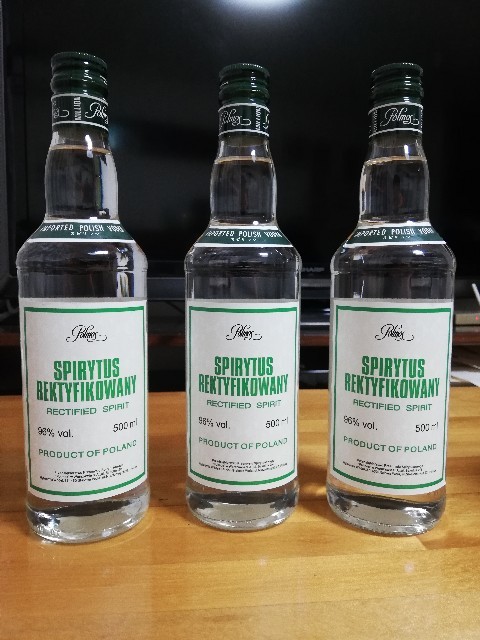 Polmos
MILLION
Polmos
Polmos
IMPORTED POLISH VODKA
IMPORTED POLISH VODKA
IMPORTED POLISH VODKA
Polmos
SPIRYTUS
REKTYFIKOWANY
RECTIFIED SPIRIT
96% vol. 500 ml
PRODUCT OF POLAND
Polmos
SPIRYTUS
REKTYFIKOWANY
RECTIFIED SPIRIT
96% vol. 500 ml
PRODUCT OF POLAND
Polmos
SPIRYTUS
REKTYFIKOWANY
RECTIFIED SPIRIT
96% vol. 500 ml
PRODUCT OF POLAND